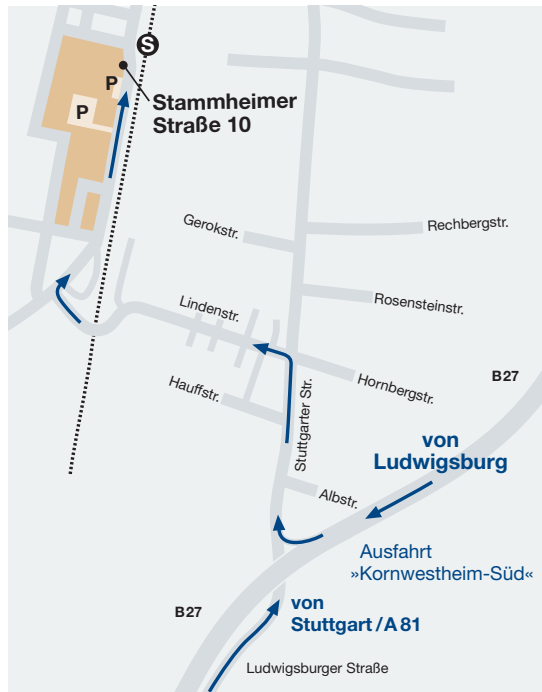 S
P
P
Stammheimer
Straße 10
Gerokstr.
Rechbergstr.
Lindenstr.
Rosensteinstr.
Hauffstr.
Stuttgarter Str.
Hornbergstr.
B27
von
Ludwigsburg
Albstr.
Ausfahrt
»Kornwestheim-Süd«
B27
von
Stuttgart/A 81
Ludwigsburger Straße